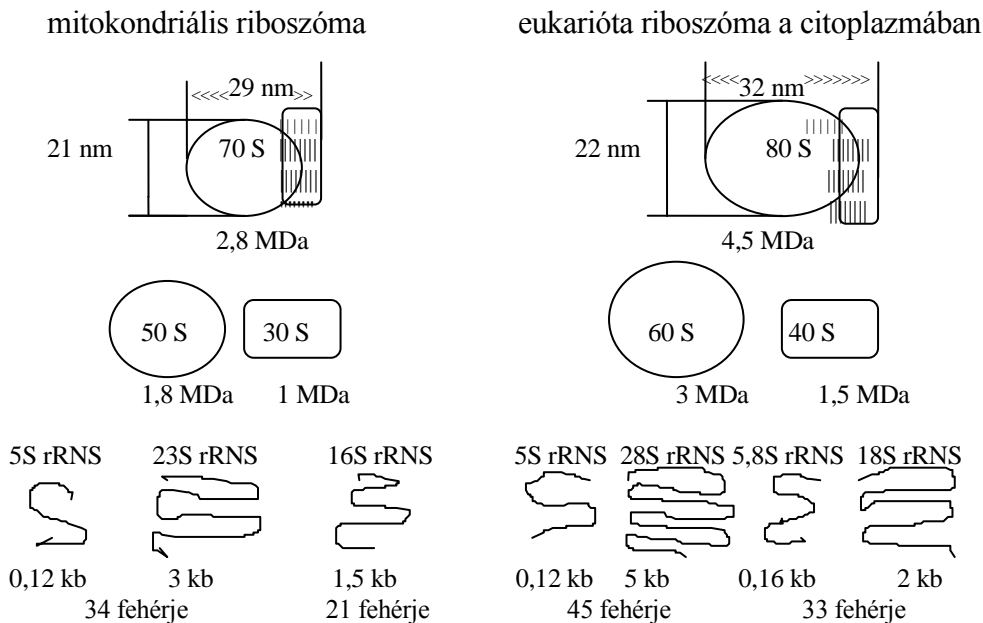 mitokondriális riboszóma
eukarióta riboszóma a citoplazmában
<<<<29 nm>>
<<<<32 nm>>>>>>>
21 nm
70 S
22 nm
80 S
2,8 MDa
4,5 MDa
50 S
30 S
60 S
40 S
1,8 MDa
1 MDa
3 MDa
1,5 MDa
5S rRNS
23S rRNS
16S rRNS
5S rRNS
28S rRNS
5,8S rRNS
18S rRNS
0,12 kb
3 kb
1,5 kb
0,12 kb
5 kb
0,16 kb
2 kb
34 fehérje
21 fehérje
45 fehérje
33 fehérje